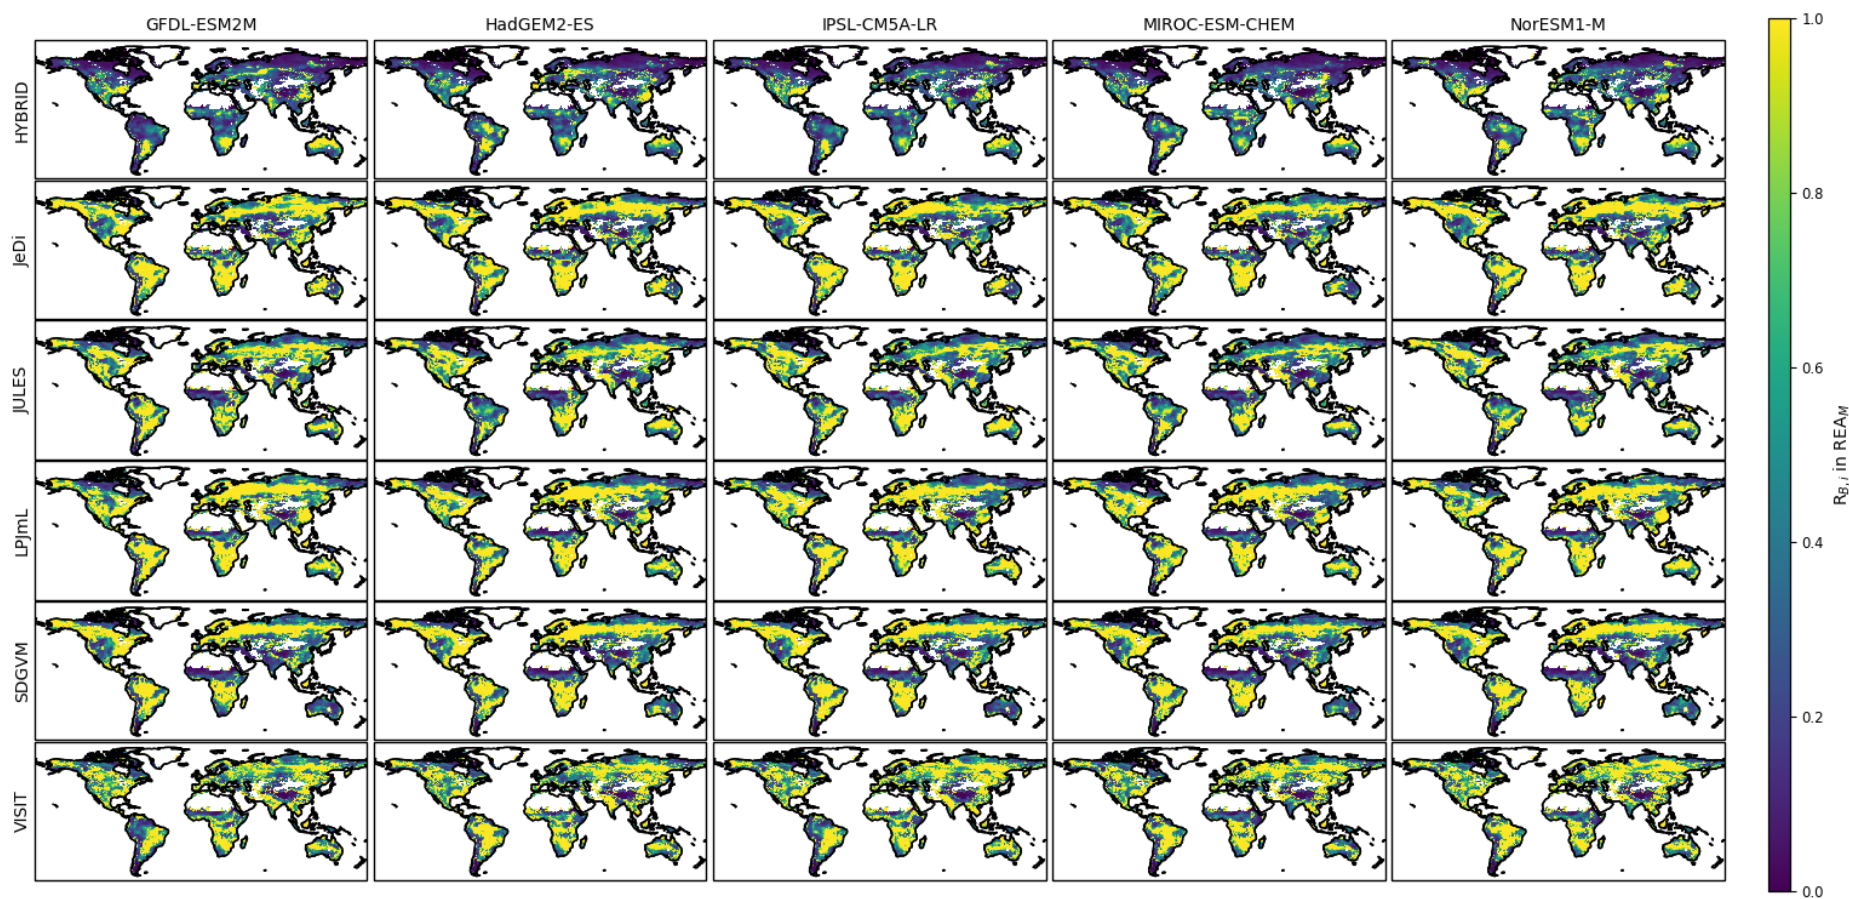 GFDL-ESM2M HadGEM2-ES IPSL-CM5A-LR MIROC-ESM-CHEM NorESM1-M
HYBRID
JeDi
JULES
LPJmL
SDGVM
VISIT
1.0
0.8
0.6
0.4
0.2
0.0
R_{B,i} in REA_M